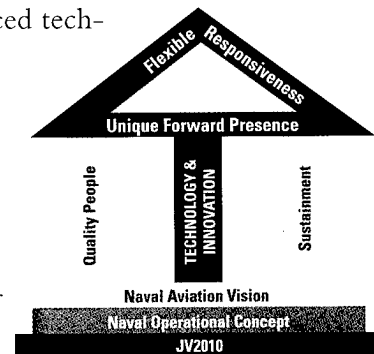 ced tech-
Flexible
Responsiveness
Unique Forward Presence
Quality People
TECHNOLOGY &
INNOVATION
Sustainment
Naval Aviation Vision
Naval Operational Concept
JV2010